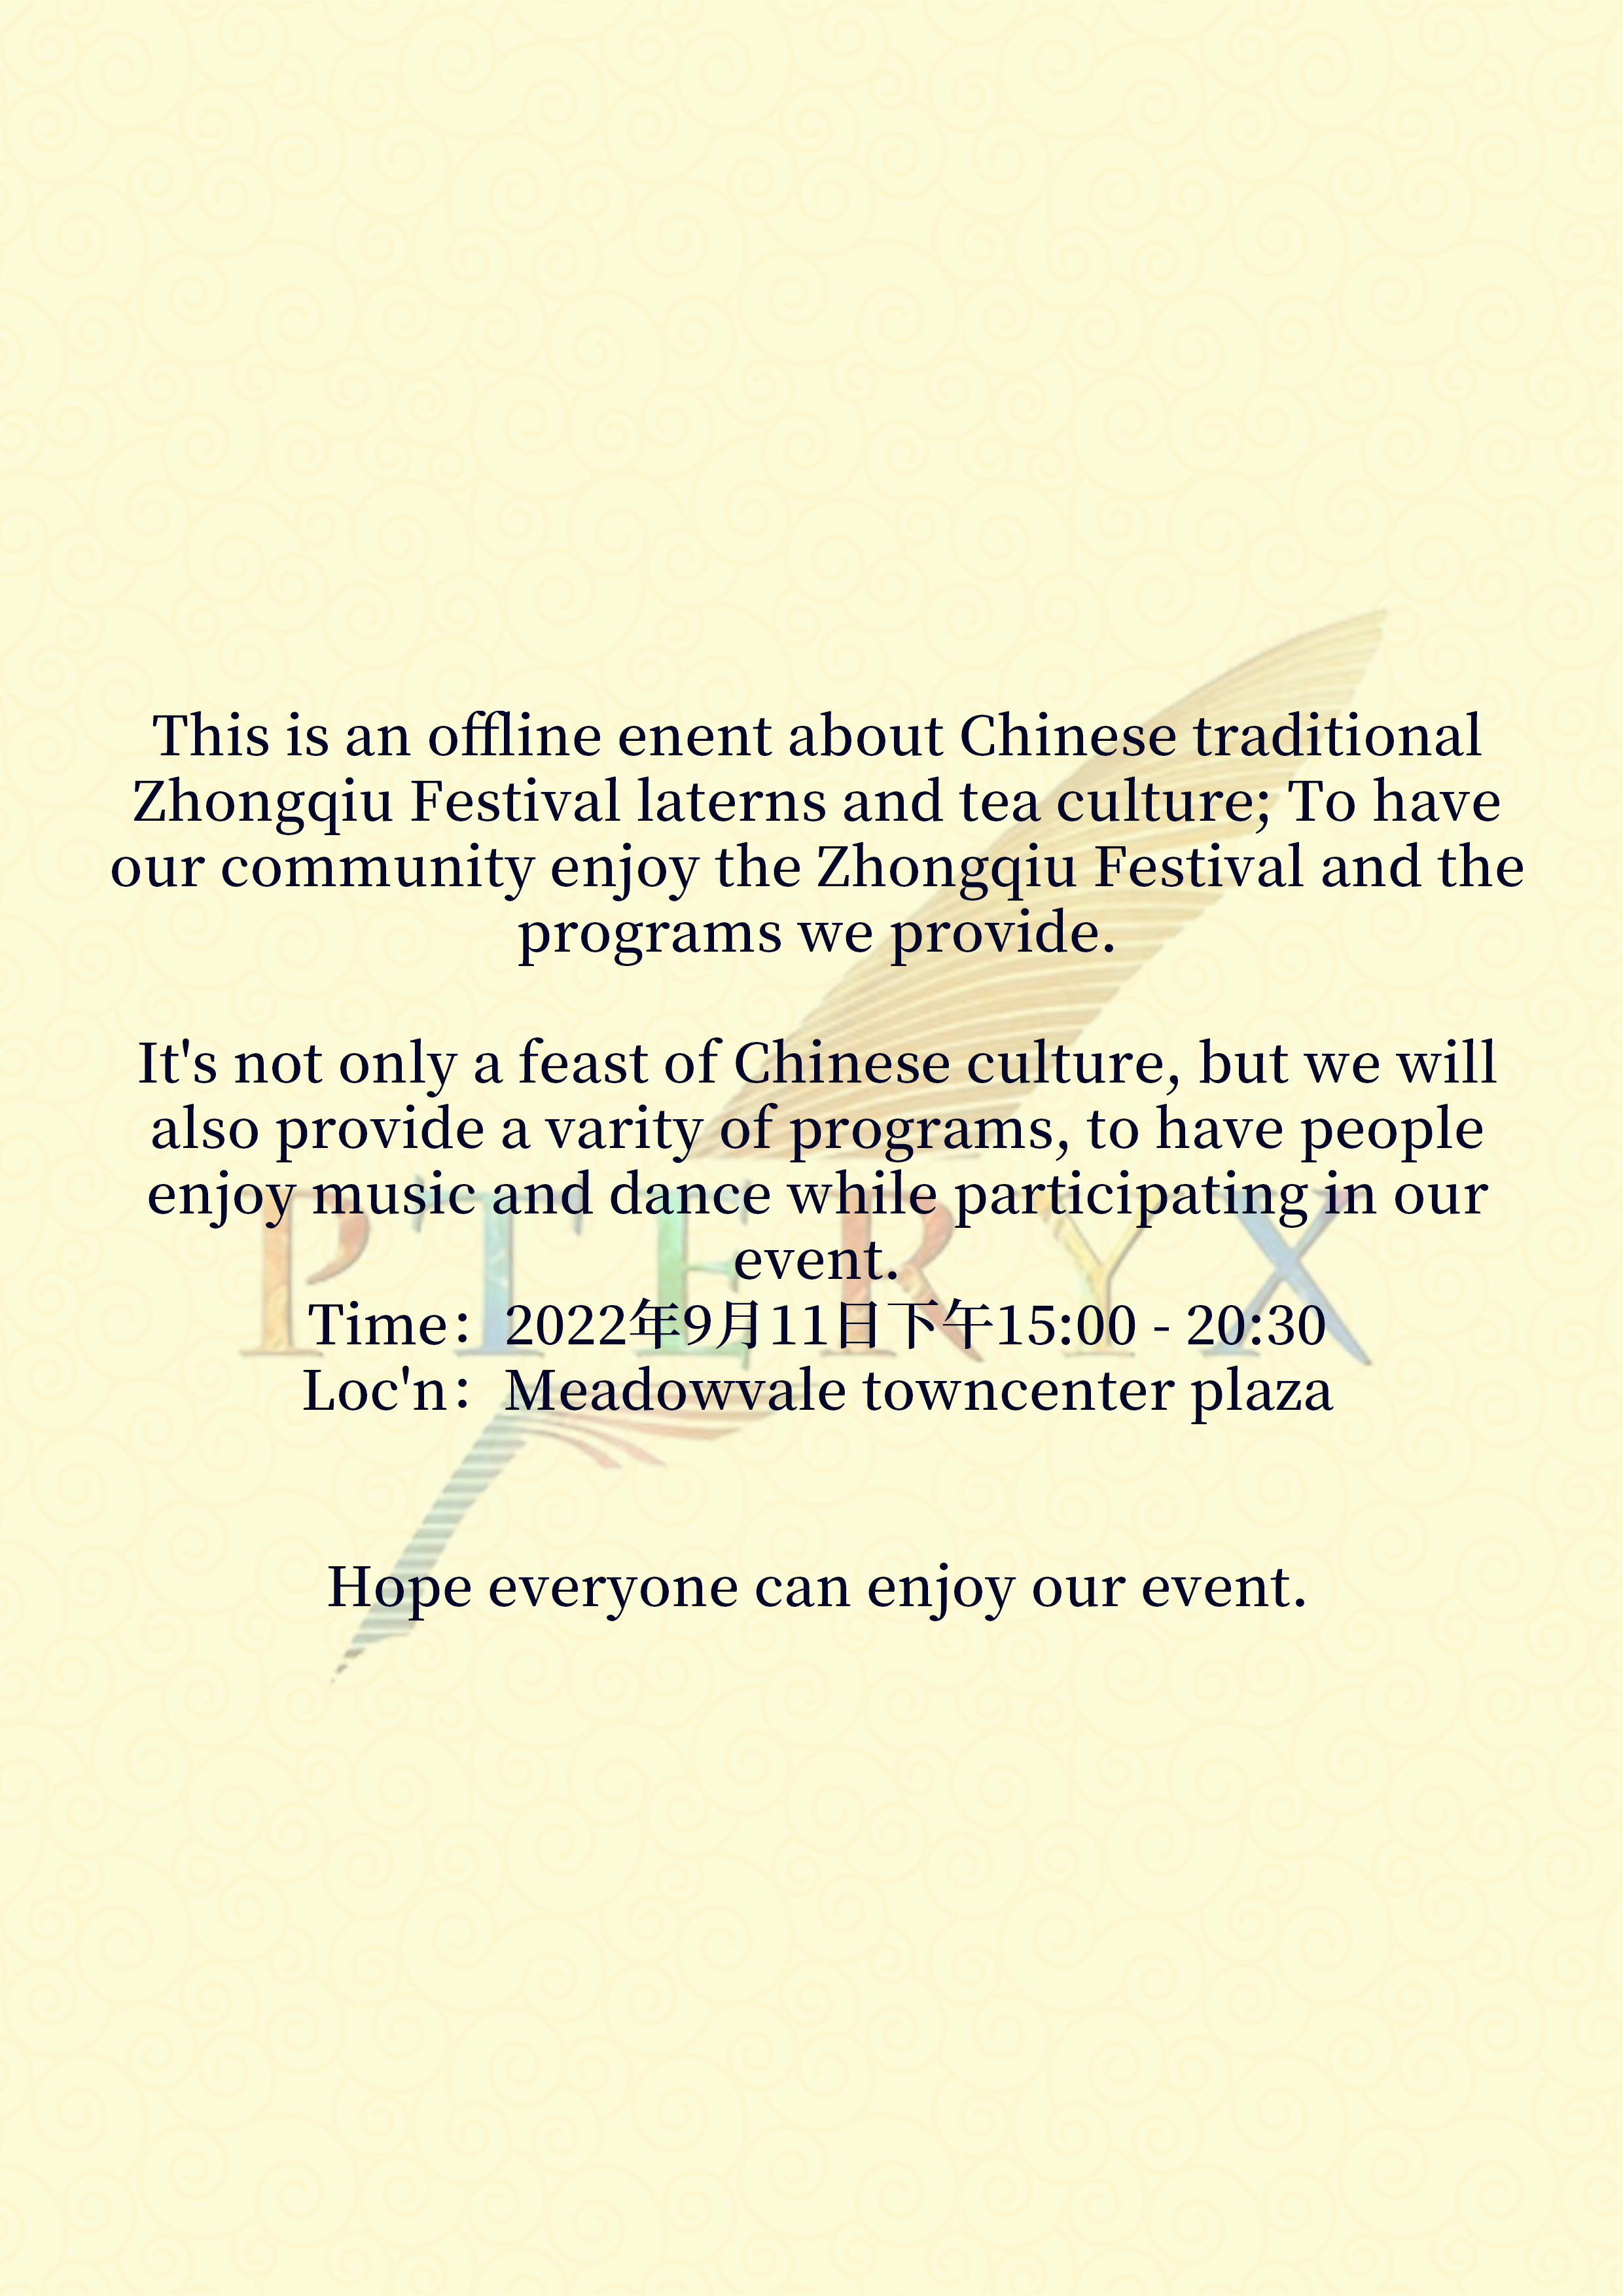 This is an offline enent about Chinese traditional
Zhongqiu Festival laterns and tea culture; To have
our community enjoy the Zhongqiu Festival and the
programs we provide.
It's not only a feast of Chinese culture, but we will
also provide a varity of programs, to have people
enjoy music and dance while participating in our
event.
PTERYX
Time：2022年9月11日下午15:00 - 20:30
Loc'n：Meadowvale towncenter plaza
Hope everyone can enjoy our event.